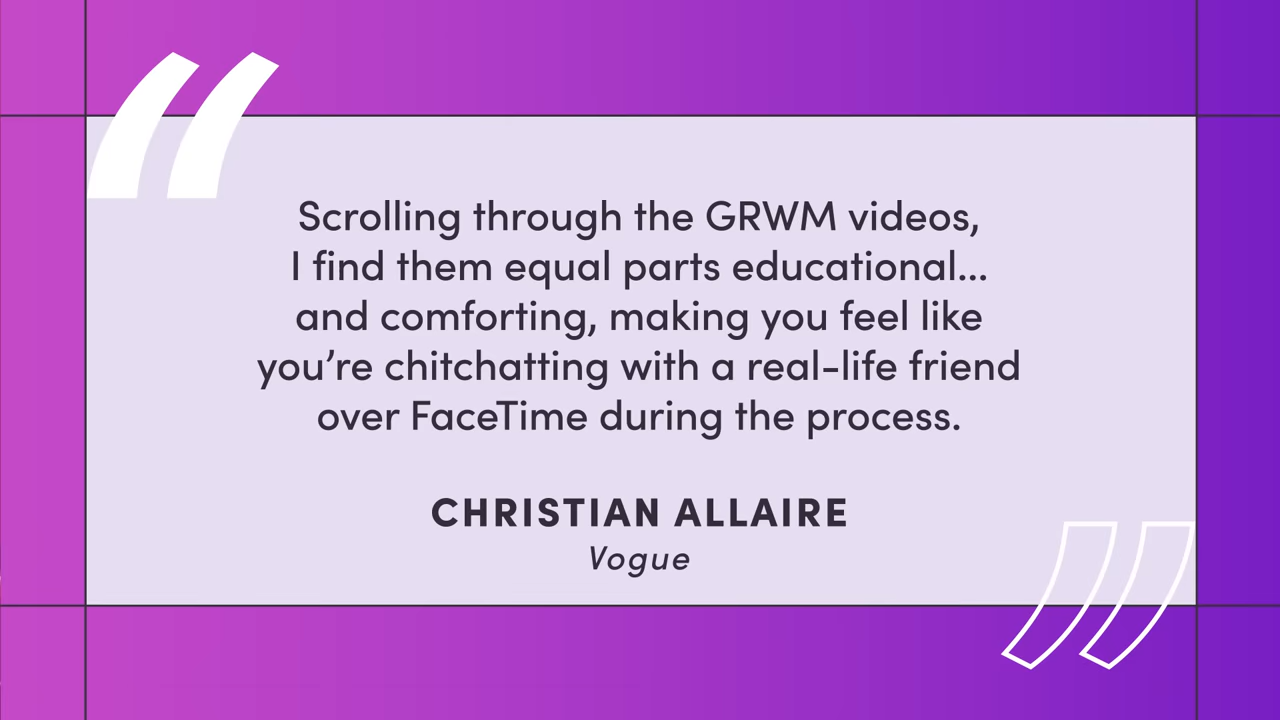 Scrolling through the GRWM videos,
I find them equal parts educational...
and comforting, making you feel like
you’re chitchatting with a real-life friend
over FaceTime during the process.
CHRISTIAN ALLAIRE
Vogue